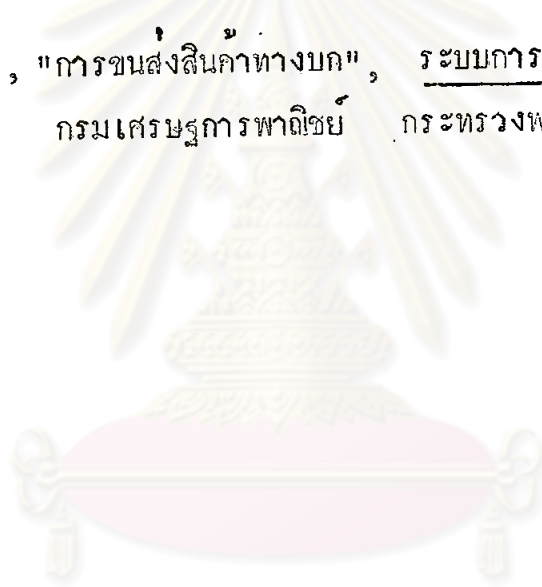 , "การขนส่งสินค้าทางบก", ระบบการ
กรมเศรษฐการพาณิชย์ กระทรวงพ